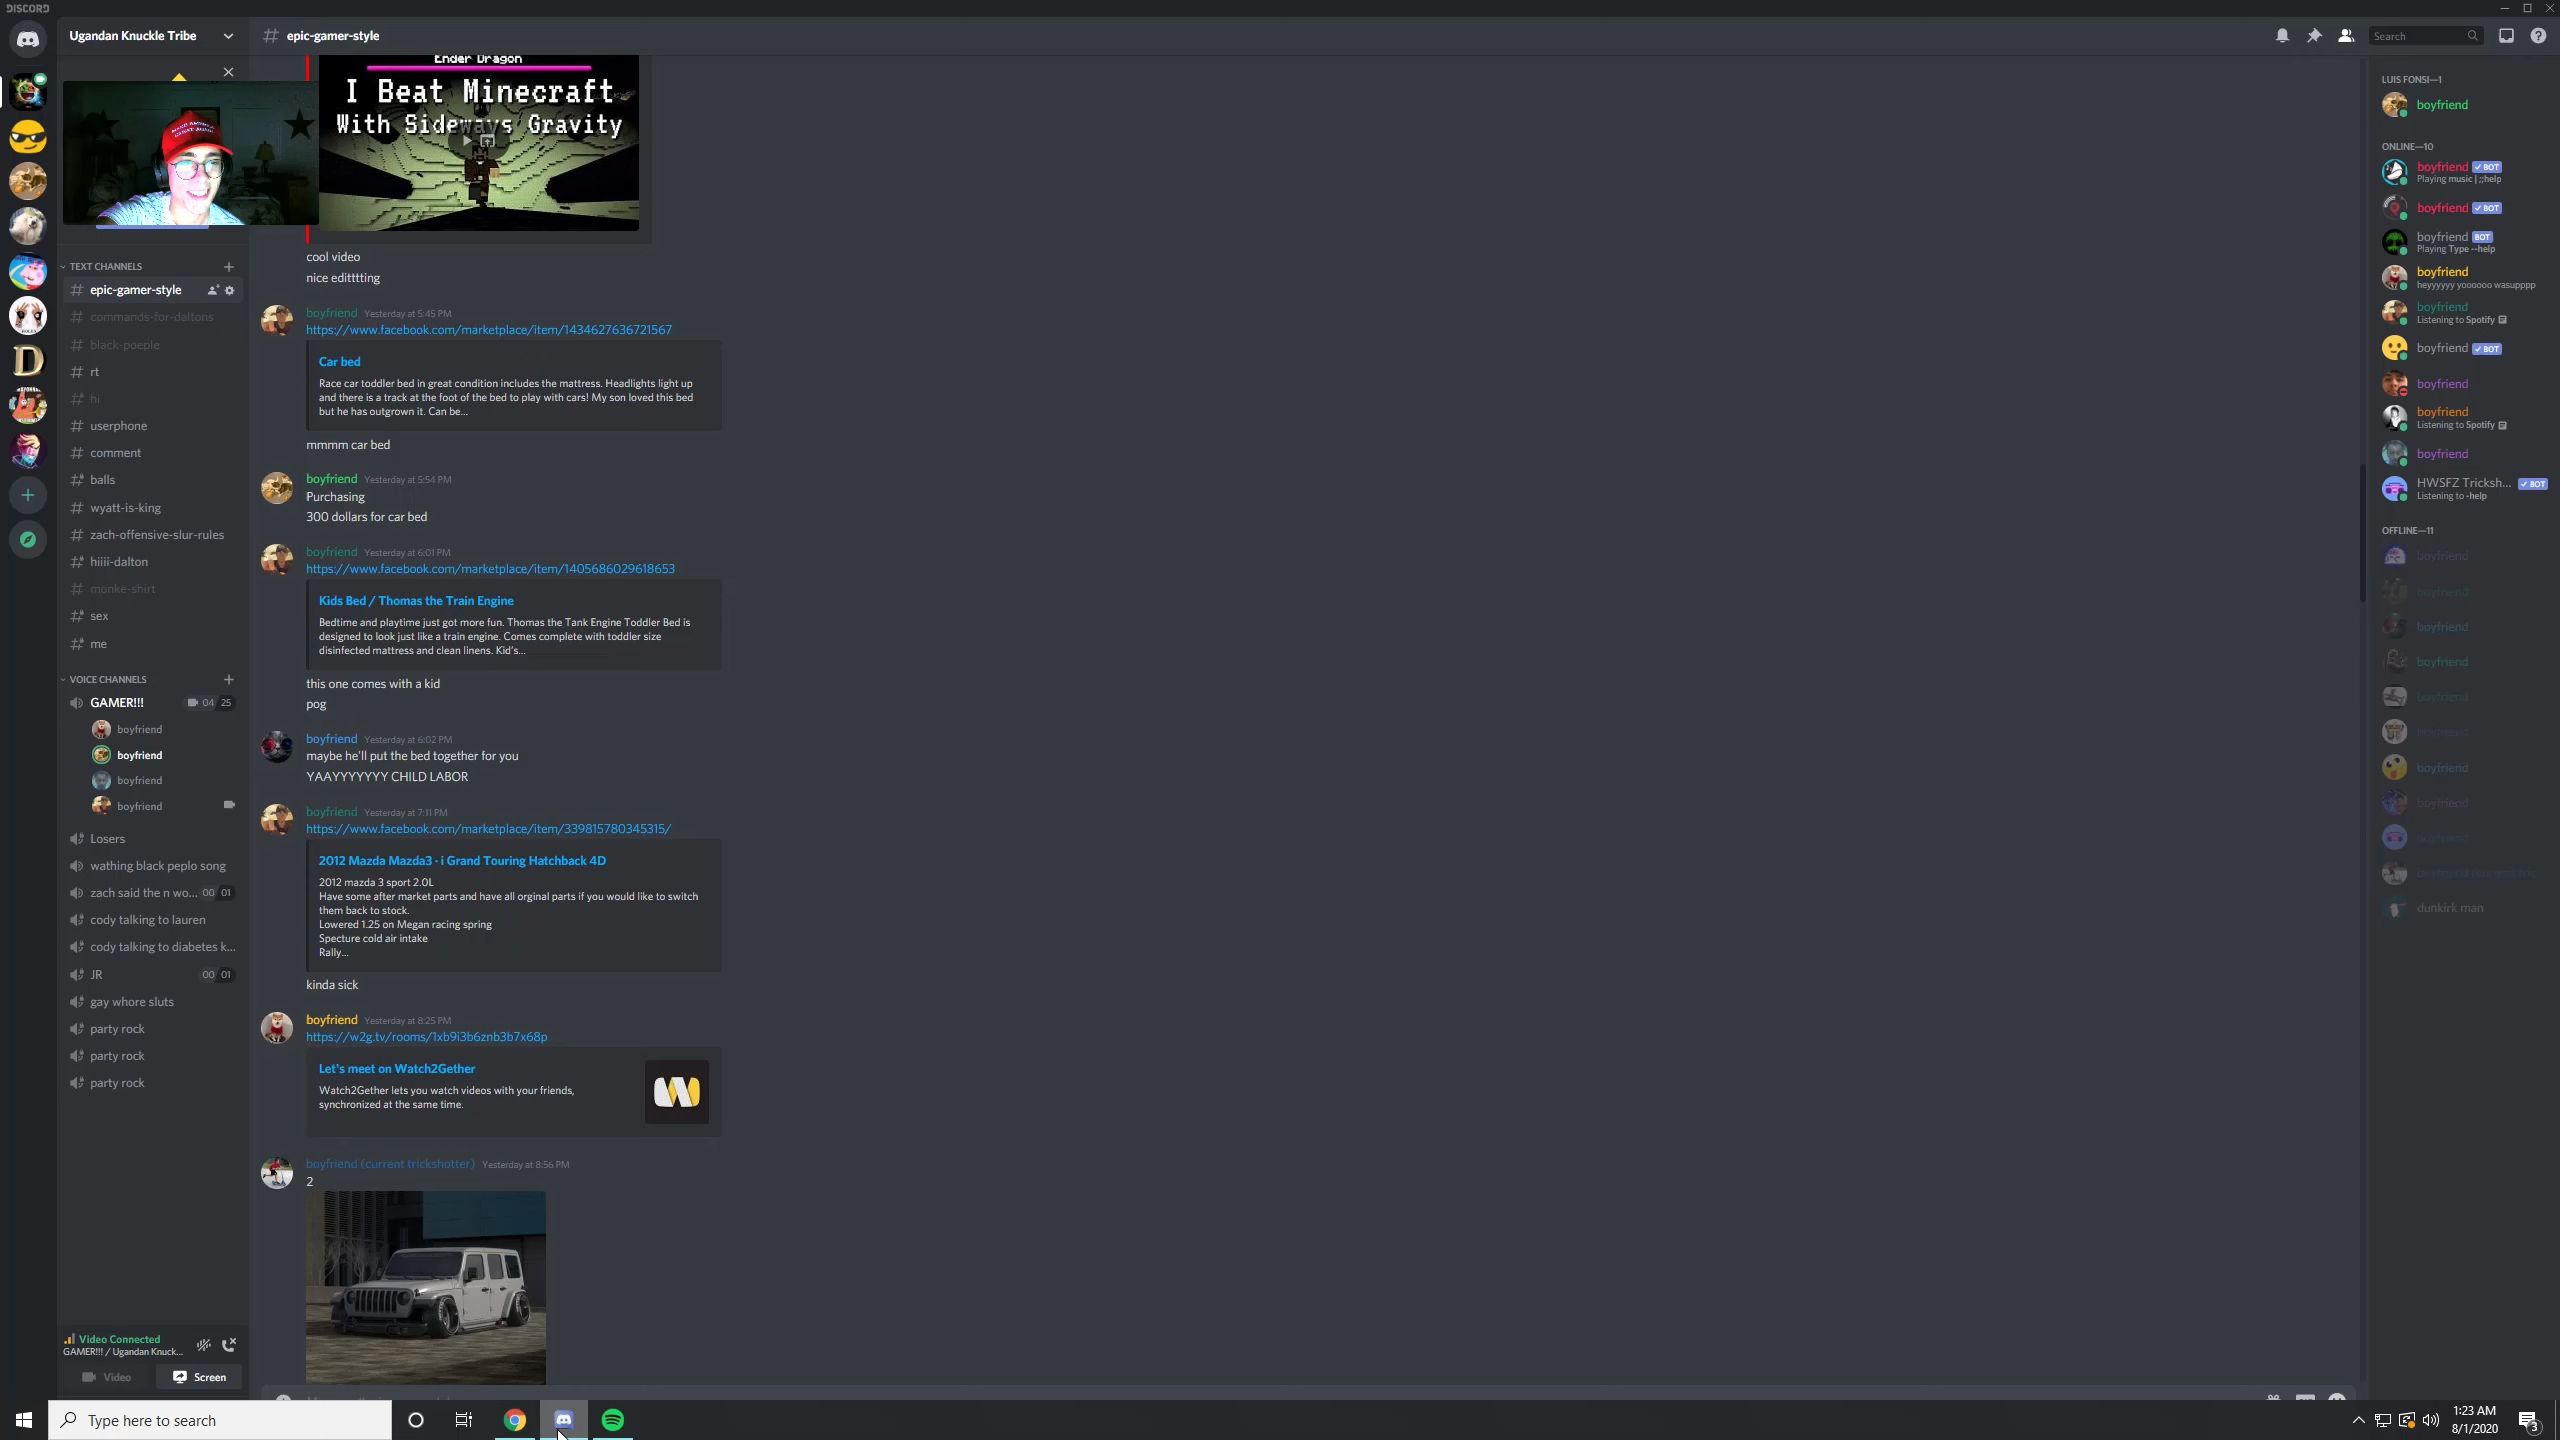 DISCORD
Ugandan Knuckle Tribe
TEXT CHANNELS
epic-gamer-style
commands-for-daltons
black-poeple
rt
hi
userphone
comment
balls
wyatt-is-king
zach-offensive-slur-rules
hiiii-dalton
monke-shirt
sex
me
VOICE CHANNELS
GAMER!!! 04 25
boyfriend
boyfriend
boyfriend
boyfriend
Losers
wathing black peplo song
zach said the n wo... 00 01
cody talking to lauren
cody talking to diabetes k...
JR 00 01
gay whore sluts
party rock
party rock
party rock
Video Connected
GAMER!!! / Ugandan Knuck...
Video Screen
# epic-gamer-style
Ender Dragon
I Beat Minecraft
With Sideways Gravity
cool video
nice editttting
boyfriend Yesterday at 5:45 PM
https://www.facebook.com/marketplace/item/1434627636721567
Car bed
Race car toddler bed in great condition includes the mattress. Headlights light up
and there is a track at the foot of the bed to play with cars! My son loved this bed
but he has outgrown it. Can be...
mmmm car bed
boyfriend Yesterday at 5:54 PM
Purchasing
300 dollars for car bed
boyfriend Yesterday at 6:01 PM
https://www.facebook.com/marketplace/item/1405686029618653
Kids Bed / Thomas the Train Engine
Bedtime and playtime just got more fun. Thomas the Tank Engine Toddler Bed is
designed to look just like a train engine. Comes complete with toddler size
disinfected mattress and clean linens. Kid's...
this one comes with a kid
pog
boyfriend Yesterday at 6:02 PM
maybe he'll put the bed together for you
YAAYYYYYYY CHILD LABOR
boyfriend Yesterday at 7:11 PM
https://www.facebook.com/marketplace/item/339815780345315/
2012 Mazda Mazda3 · i Grand Touring Hatchback 4D
2012 mazda 3 sport 2.0L
Have some after market parts and have all orginal parts if you would like to switch
them back to stock.
Lowered 1.25 on Megan racing spring
Specture cold air intake
Rally...
kinda sick
boyfriend Yesterday at 8:25 PM
https://w2g.tv/rooms/1xb9i3b6znb3b7x68p
Let's meet on Watch2Gether
Watch2Gether lets you watch videos with your friends,
synchronized at the same time.
boyfriend (current trickshotter) Yesterday at 8:56 PM
2
Search
LUIS FONSI—1
boyfriend
ONLINE—10
boyfriend BOT
Playing music | ;;help
boyfriend BOT
boyfriend BOT
Playing Type --help
boyfriend
heyyyyyy yoooooo wasupppp
boyfriend
Listening to Spotify
boyfriend BOT
boyfriend
boyfriend
Listening to Spotify
boyfriend
HWSFZ Tricksh... BOT
Listening to -help
OFFLINE—11
boyfriend
boyfriend
boyfriend
boyfriend
boyfriend
boyfriend
boyfriend
boyfriend
boyfriend
dunkirk man
Type here to search
1:23 AM
8/1/2020
3